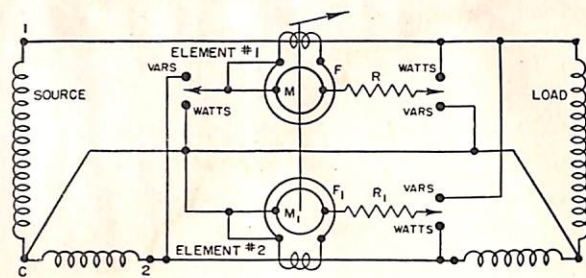 1
ELEMENT #1
VARS
SOURCE
WATTS
M
F
R
WATTS
VARS
LOAD
F1
VARS
M1
R1
WATTS
ELEMENT #2
C
2